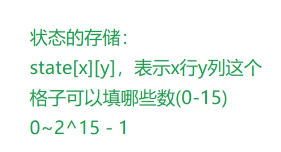 状态的存储：
state[x][y]，表示x行y列这个
格子可以填哪些数(0-15)
0~2^15 - 1